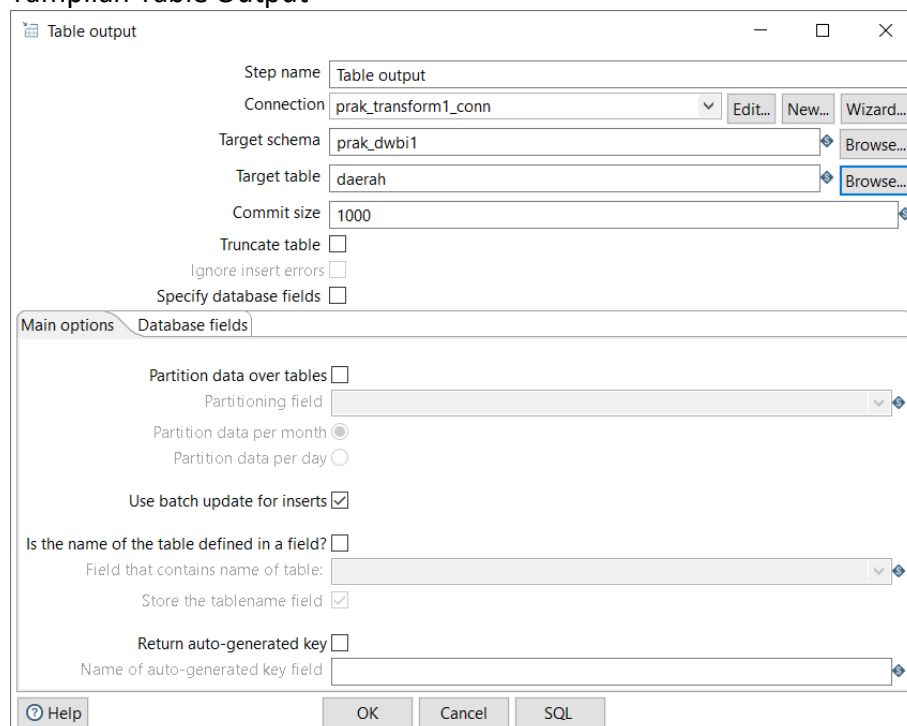 Tampilan Table Output
Table output
Step name Table output
Connection prak_transform1_conn Edit... New... Wizard...
Target schema prak_dwbi1 Browse...
Target table daerah Browse...
Commit size 1000
Truncate table
Ignore insert errors
Specify database fields
Main options Database fields
Partition data over tables
Partitioning field
Partition data per month
Partition data per day
Use batch update for inserts
Is the name of the table defined in a field?
Field that contains name of table:
Store the tablename field
Return auto-generated key
Name of auto-generated key field
Help OK Cancel SQL